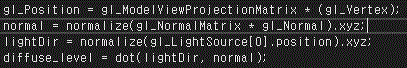 gl_Position = gl_ModelViewProjectionMatrix * (gl_Vertex);
normal = normalize(gl_NormalMatrix * gl_Normal).xyz;
lightDir = normalize(gl_LightSource[0].position).xyz;
diffuse_level = dot(lightDir, normal);